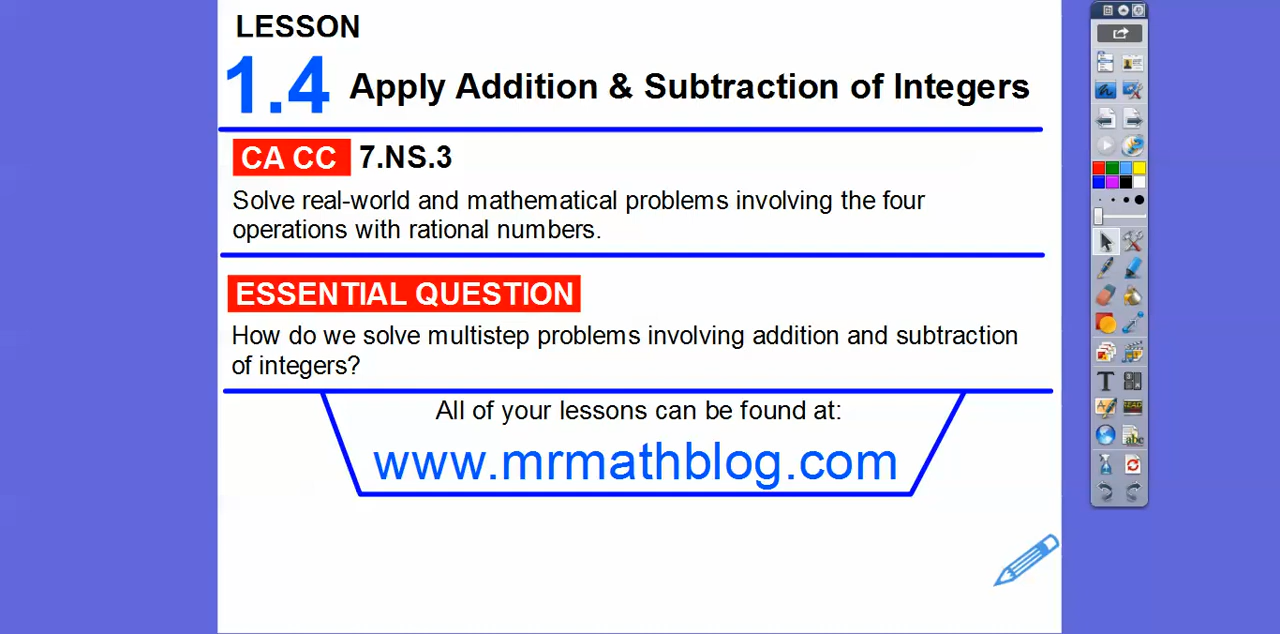 LESSON
1.4 Apply Addition & Subtraction of Integers
CA CC 7.NS.3
Solve real-world and mathematical problems involving the four
operations with rational numbers.
ESSENTIAL QUESTION
How do we solve multistep problems involving addition and subtraction
of integers?
All of your lessons can be found at:
www.mrmathblog.com